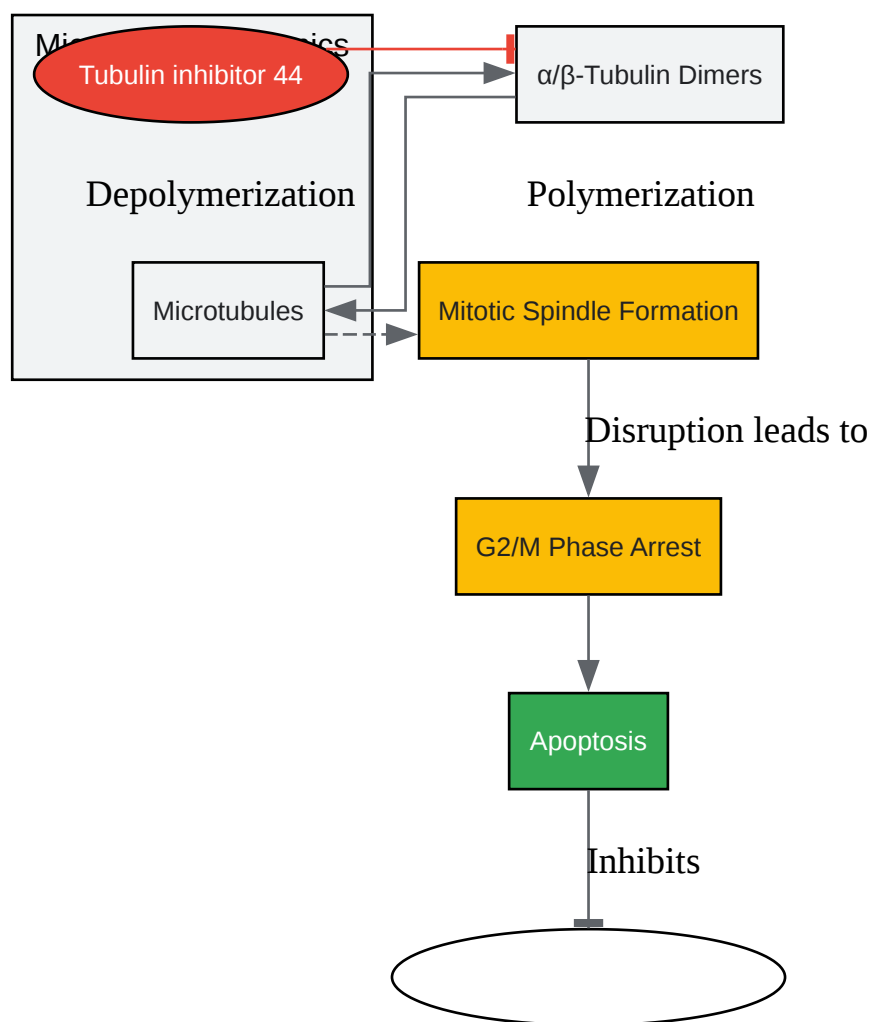 Tubulin inhibitor 44
α/β-Tubulin Dimers
Depolymerization
Polymerization
Microtubules
Mitotic Spindle Formation
Disruption leads to
G2/M Phase Arrest
Apoptosis
Inhibits